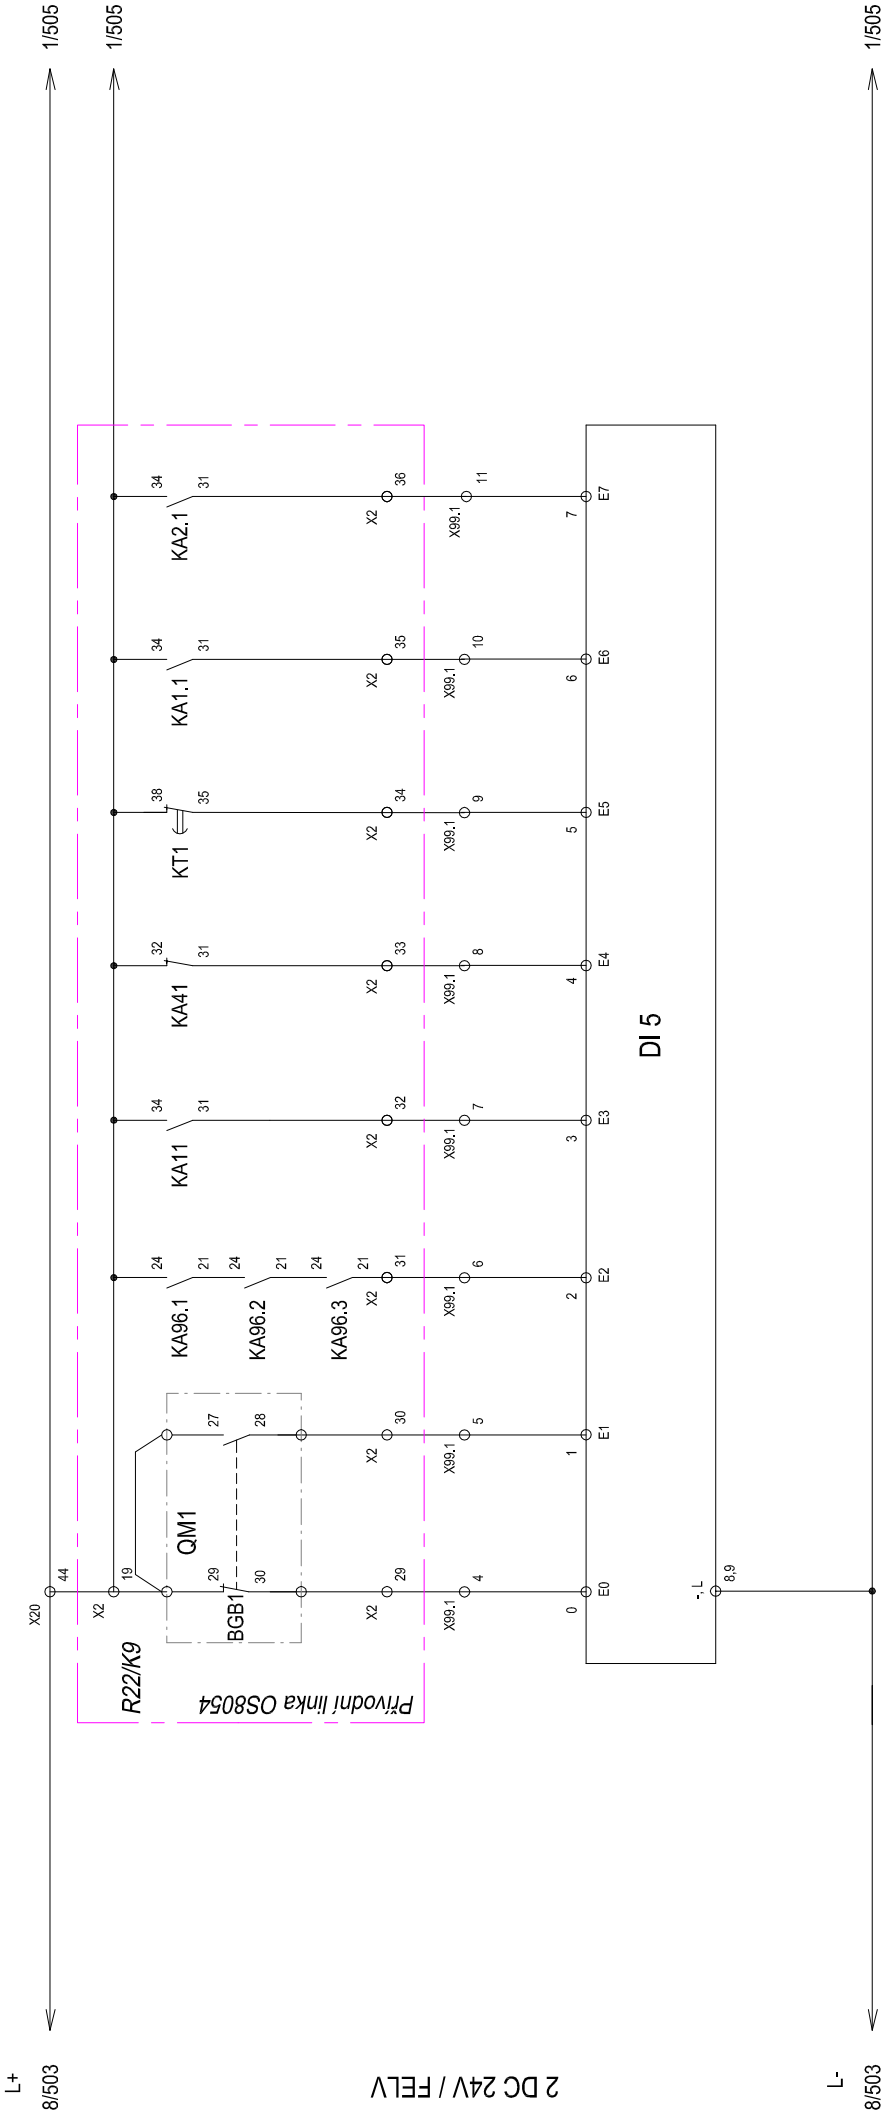 L+
8/503
1/505
1/505
X20
44
X2
19
R22/K9
Přívodní linka OS8054
QM1
BGB1
29
30
27
28
KA96.1
24
21
KA96.2
24
21
KA96.3
24
21
KA11
34
31
KA41
32
31
KT1
38
35
KA1.1
34
31
KA2.1
34
31
X2
29
X2
30
X2
31
X2
32
X2
33
X2
34
X2
35
X2
36
X99.1
4
X99.1
5
X99.1
6
X99.1
7
X99.1
8
X99.1
9
X99.1
10
X99.1
11
0
E0
1
E1
2
E2
3
E3
4
E4
5
E5
6
E6
7
E7
DI 5
-, L
8,9
2 DC 24V / FELV
L-
8/503
1/505